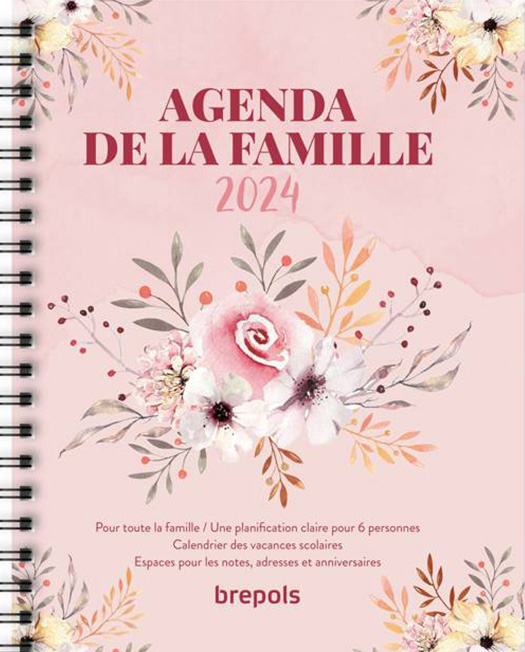 AGENDA
DE LA FAMILLE
2024
Pour toute la famille / Une planification claire pour 6 personnes
Calendrier des vacances scolaires
Espaces pour les notes, adresses et anniversaires
brepols